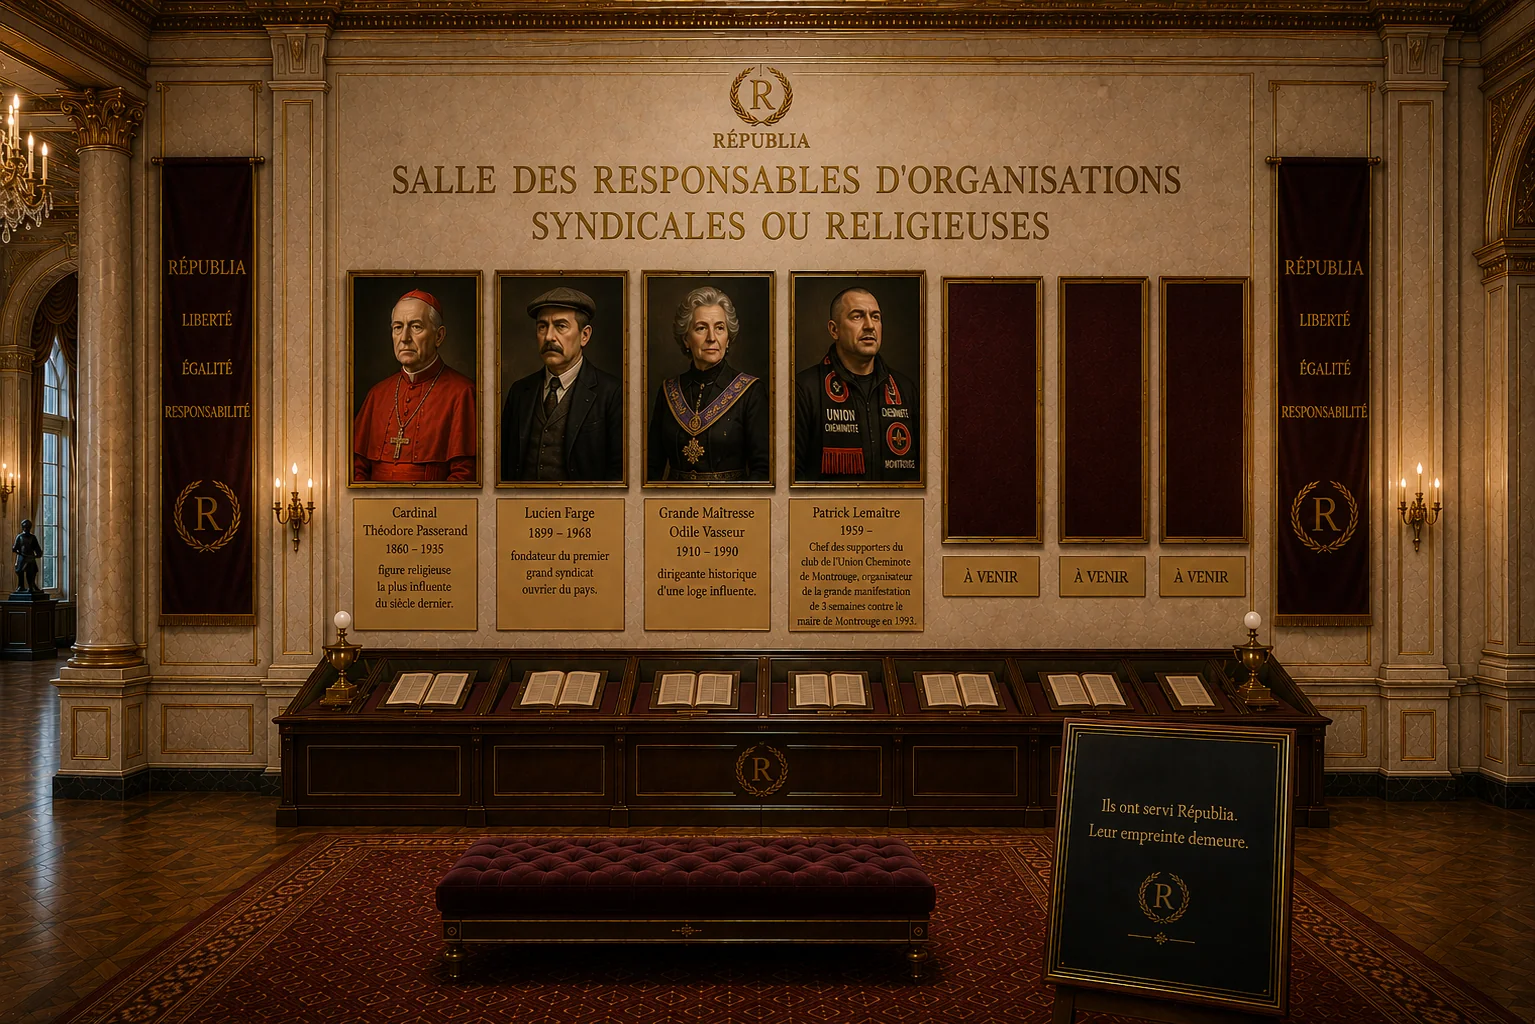 R
RÉPUBLIA
SALLE DES RESPONSABLES D'ORGANISATIONS
SYNDICALES OU RELIGIEUSES
RÉPUBLIA
LIBERTÉ
ÉGALITÉ
RESPONSABILITÉ
R
UNION
CHEMINOTE
CHEMINOTE
MONTROUGE
Cardinal
Théodore Passerand
1860 – 1935
figure religieuse
la plus influente
du siècle dernier.
Lucien Farge
1899 – 1968
fondateur du premier
grand syndicat
ouvrier du pays.
Grande Maîtresse
Odile Vasseur
1910 – 1990
dirigeante historique
d'une loge influente.
Patrick Lemaître
1959 –
Chef des supporters du
club de l'Union Cheminote
de Montrouge, organisateur
de la grande manifestation
de 3 semaines contre le
maire de Montrouge en 1993.
À VENIR
À VENIR
À VENIR
RÉPUBLIA
LIBERTÉ
ÉGALITÉ
RESPONSABILITÉ
R
R
Ils ont servi Républia.
Leur empreinte demeure.
R